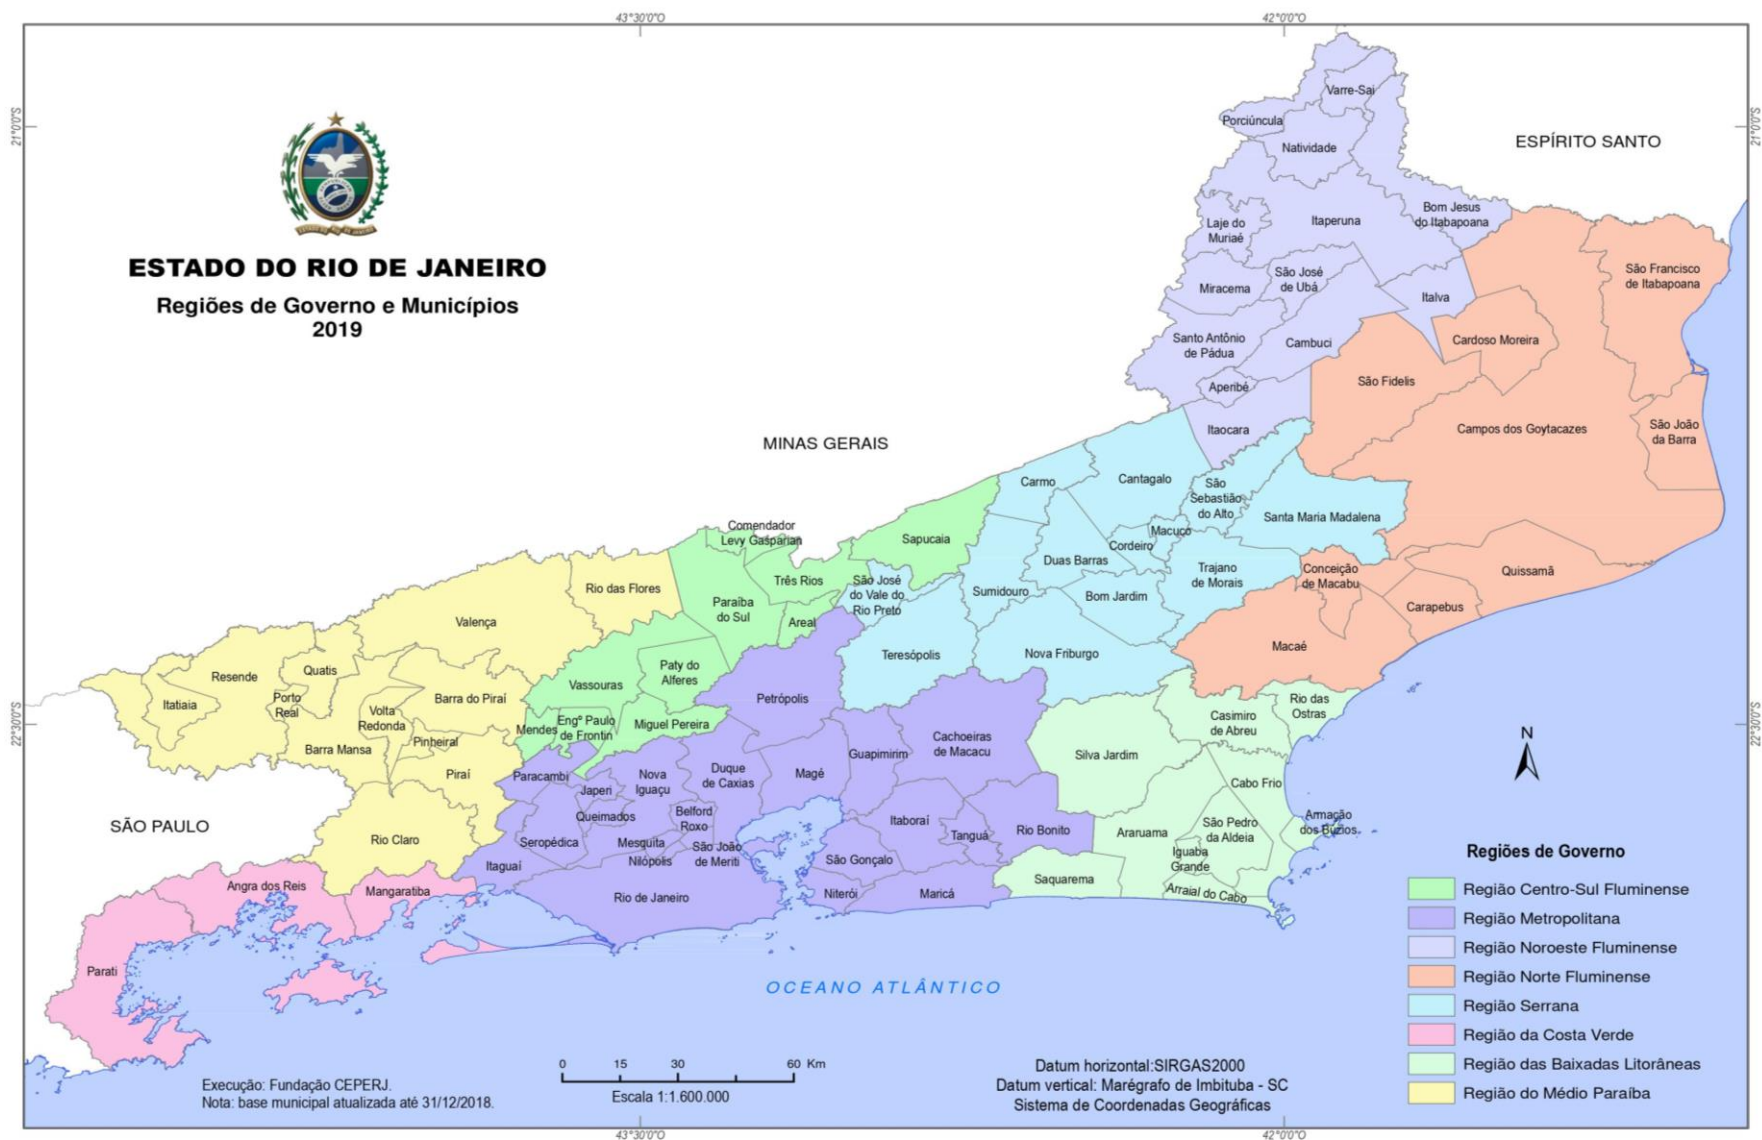 43°30'0"O
42°0'0"O
21°0'0"S
21°0'0"S
ESTADO DO RIO DE JANEIRO
Regiões de Governo e Municípios
2019
ESPÍRITO SANTO
MINAS GERAIS
SÃO PAULO
OCEANO ATLÂNTICO
Varre-Sai
Porciúncula
Natividade
Bom Jesus
do Itabapoana
Itaperuna
Laje do
Muriaé
São José
de Ubá
Miracema
Italva
Santo Antônio
de Pádua
Cambuci
Aperibé
Itaocara
São Francisco
de Itabapoana
Cardoso Moreira
São Fidelis
Campos dos Goytacazes
São João
da Barra
Quissamã
Conceição
de Macabu
Carapebus
Macaé
Carmo
Cantagalo
São
Sebastião
do Alto
Santa Maria Madalena
Macuco
Cordeiro
Duas Barras
Trajano
de Morais
Sumidouro
Bom Jardim
São José
do Vale do
Rio Preto
Teresópolis
Nova Friburgo
Petrópolis
Comendador
Levy Gasparian
Sapucaia
Três Rios
Paraíba
do Sul
Areal
Paty do
Alferes
Vassouras
Miguel Pereira
Engº Paulo
de Frontin
Mendes
Rio das Flores
Valença
Resende
Quatis
Itatiaia
Porto
Real
Volta
Redonda
Barra do Piraí
Barra Mansa
Pinheiral
Piraí
Rio Claro
Paracambi
Japeri
Nova
Iguaçu
Duque
de Caxias
Magé
Guapimirim
Cachoeiras
de Macacu
Queimados
Belford
Roxo
Seropédica
Mesquita
Nilópolis
São João
de Meriti
Itaguaí
Rio de Janeiro
Itaboraí
Tanguá
Rio Bonito
São Gonçalo
Niterói
Maricá
Rio das
Ostras
Casimiro
de Abreu
Silva Jardim
Cabo Frio
Armação
dos Búzios
São Pedro
da Aldeia
Araruama
Iguaba
Grande
Saquarema
Arraial do Cabo
Angra dos Reis
Mangaratiba
Parati
22°30'0"S
22°30'0"S
N
Regiões de Governo
Região Centro-Sul Fluminense
Região Metropolitana
Região Noroeste Fluminense
Região Norte Fluminense
Região Serrana
Região da Costa Verde
Região das Baixadas Litorâneas
Região do Médio Paraíba
Execução: Fundação CEPERJ.
Nota: base municipal atualizada até 31/12/2018.
0 15 30 60 Km
Escala 1:1.600.000
Datum horizontal:SIRGAS2000
Datum vertical: Marégrafo de Imbituba - SC
Sistema de Coordenadas Geográficas
43°30'0"O
42°0'0"O